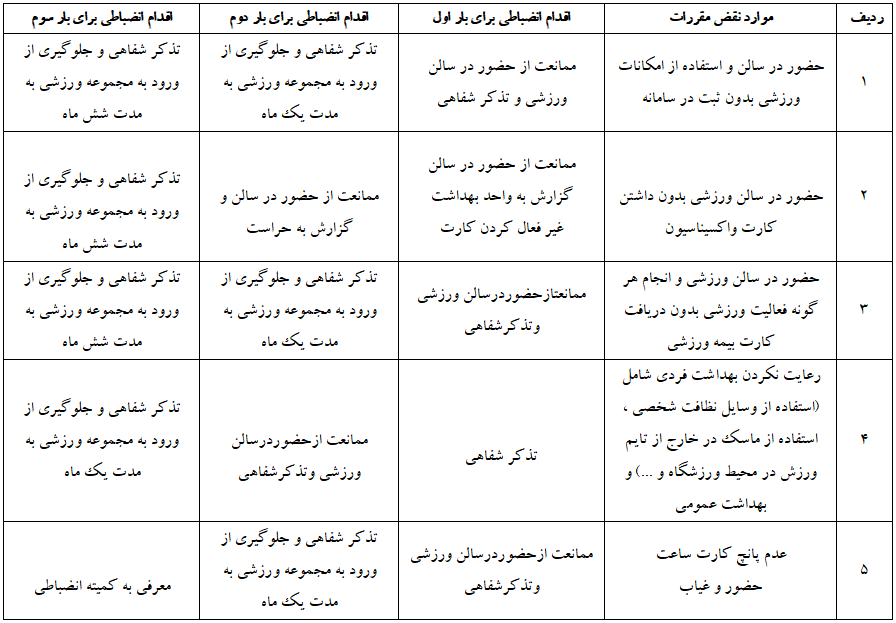 ردیف
موارد نقض مقررات
اقدام انضباطی برای بار اول
اقدام انضباطی برای بار دوم
اقدام انضباطی برای بار سوم
۱
حضور در سالن و استفاده از امکانات
ورزشی بدون ثبت در سامانه
ممانعت از حضور در سالن
ورزشی و تذکر شفاهی
تذکر شفاهی و جلوگیری از
ورود به مجموعه ورزشی به
مدت یک ماه
تذکر شفاهی و جلوگیری از
ورود به مجموعه ورزشی به
مدت شش ماه
۲
حضور در سالن ورزشی بدون داشتن
کارت واکسیناسیون
ممانعت از حضور در سالن
گزارش به واحد بهداشت
غیر فعال کردن کارت
ممانعت از حضور در سالن و
گزارش به حراست
تذکر شفاهی و جلوگیری از
ورود به مجموعه ورزشی به
مدت شش ماه
۳
حضور در سالن ورزشی و انجام هر
گونه فعالیت ورزشی بدون دریافت
کارت بیمه ورزشی
ممانعتازحضوردرسالن ورزشی
وتذکرشفاهی
تذکر شفاهی و جلوگیری از
ورود به مجموعه ورزشی به
مدت یک ماه
تذکر شفاهی و جلوگیری از
ورود به مجموعه ورزشی به
مدت شش ماه
۴
رعایت نکردن بهداشت فردی شامل
(استفاده از وسایل نظافت شخصی ،
استفاده از ماسک در خارج از تایم
ورزش در محیط ورزشگاه و ...) و
بهداشت عمومی
تذکر شفاهی
ممانعت ازحضوردرسالن
ورزشی وتذکرشفاهی
تذکر شفاهی و جلوگیری از
ورود به مجموعه ورزشی به
مدت یک ماه
۵
عدم پانچ کارت ساعت
حضور و غیاب
ممانعت ازحضوردرسالن ورزشی
وتذکرشفاهی
تذکر شفاهی و جلوگیری از
ورود به مجموعه ورزشی به
مدت یک ماه
معرفی به کمیته انضباطی